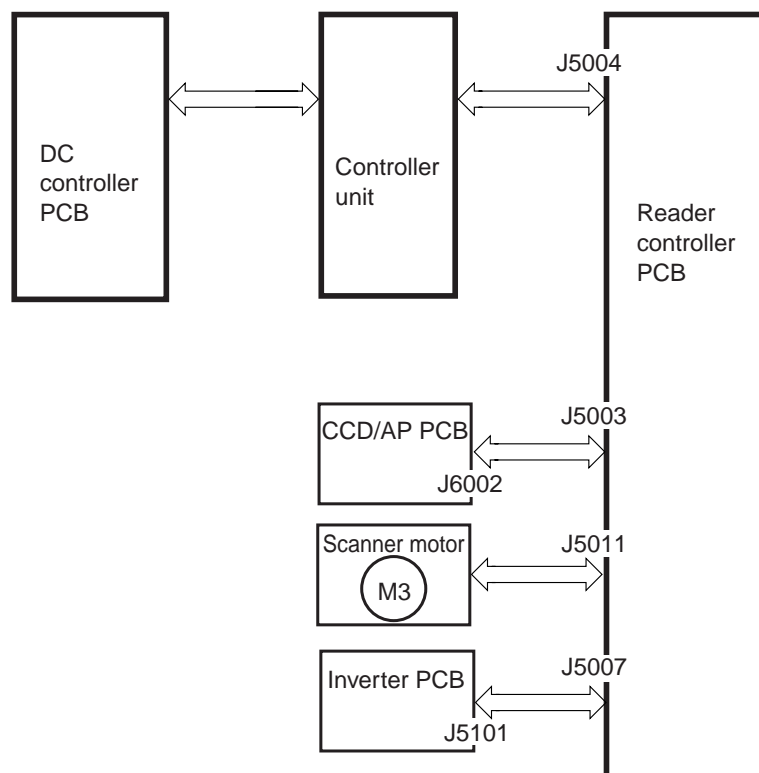 J5004
DC
controller
PCB
Controller
unit
Reader
controller
PCB
CCD/AP PCB
J5003
J6002
Scanner motor
J5011
M3
Inverter PCB
J5007
J5101